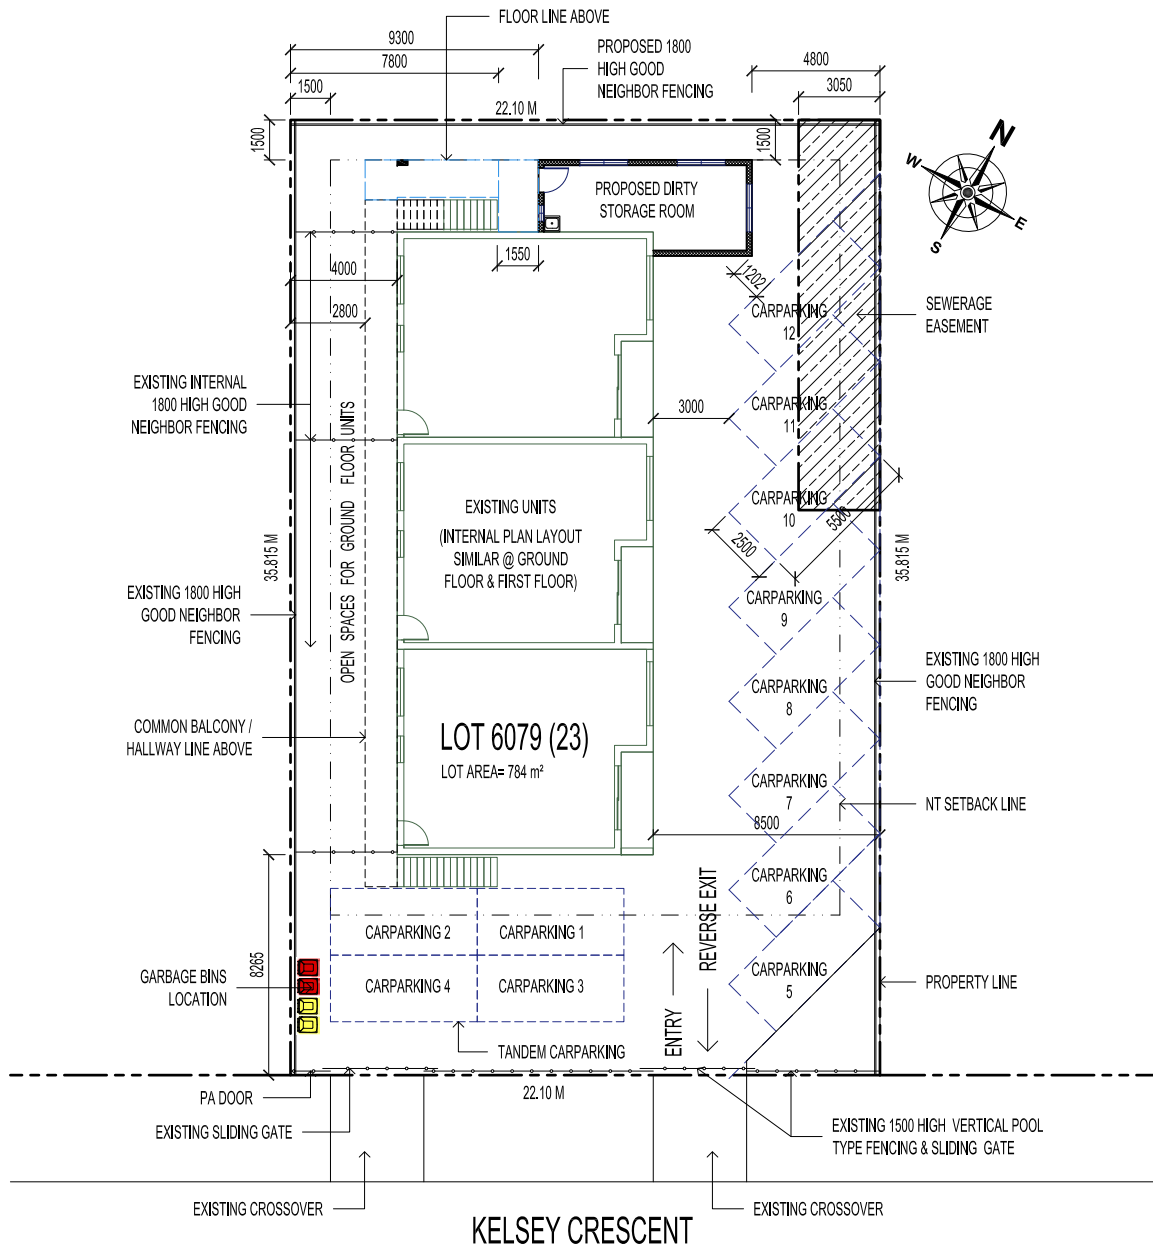 FLOOR LINE ABOVE
9300
7800
1500
PROPOSED 1800
HIGH GOOD
NEIGHBOR FENCING
4800
3050
22.10 M
1500
1500
N
W
E
S
PROPOSED DIRTY
STORAGE ROOM
1550
4000
2800
1202
CARPARKING
12
SEWERAGE
EASEMENT
EXISTING INTERNAL
1800 HIGH GOOD
NEIGHBOR FENCING
OPEN SPACES FOR GROUND FLOOR UNITS
3000
CARPARKING
11
EXISTING UNITS
(INTERNAL PLAN LAYOUT
SIMILAR @ GROUND
FLOOR & FIRST FLOOR)
CARPARKING
10
5500
2500
35.815 M
35.815 M
CARPARKING
9
EXISTING 1800 HIGH
GOOD NEIGHBOR
FENCING
EXISTING 1800 HIGH
GOOD NEIGHBOR
FENCING
CARPARKING
8
COMMON BALCONY /
HALLWAY LINE ABOVE
LOT 6079 (23)
LOT AREA= 784 m²
CARPARKING
7
NT SETBACK LINE
8500
CARPARKING
6
CARPARKING 2
CARPARKING 1
REVERSE EXIT
8265
GARBAGE BINS
LOCATION
CARPARKING 4
CARPARKING 3
CARPARKING
5
PROPERTY LINE
ENTRY
TANDEM CARPARKING
PA DOOR
22.10 M
EXISTING SLIDING GATE
EXISTING 1500 HIGH VERTICAL POOL
TYPE FENCING & SLIDING GATE
EXISTING CROSSOVER
EXISTING CROSSOVER
KELSEY CRESCENT